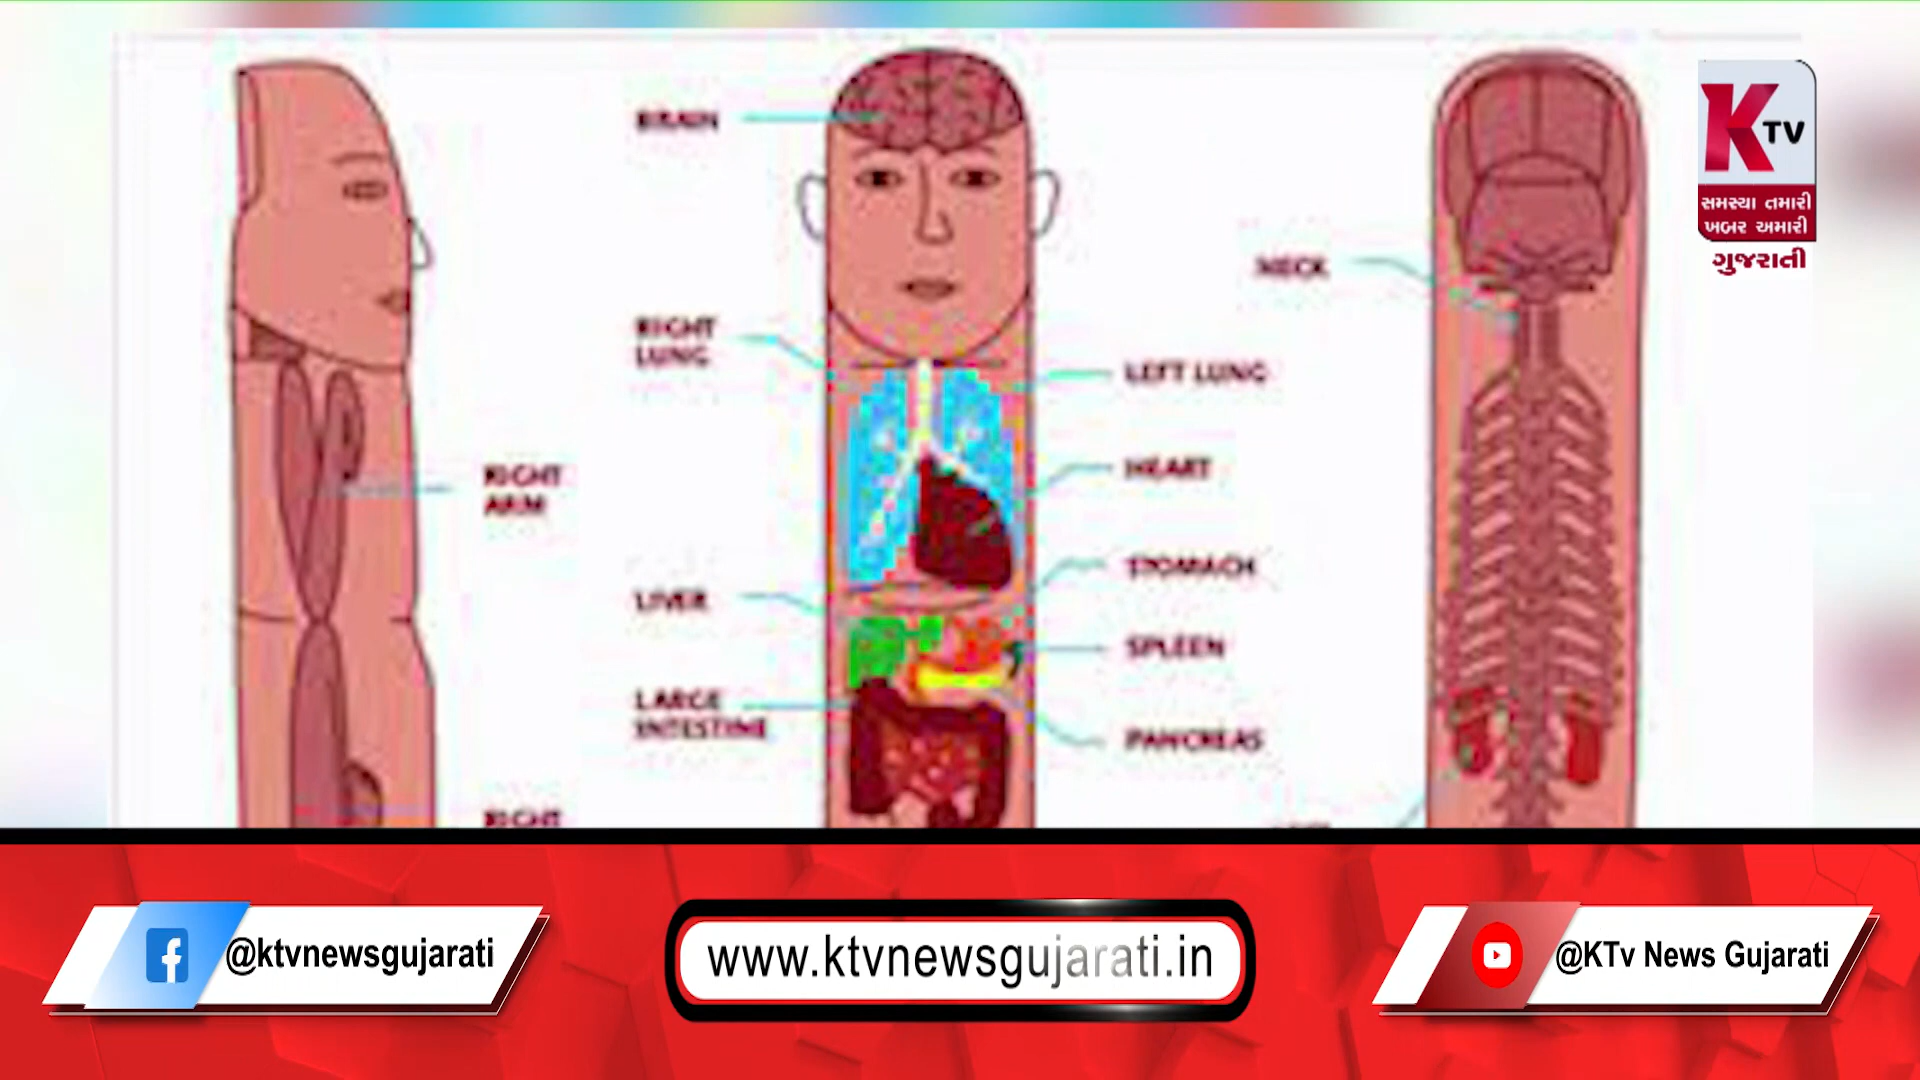 BRAIN
RIGHT
LUNG
LEFT LUNG
NECK
RIGHT
ARM
HEART
STOMACH
LIVER
SPLEEN
LARGE
INTESTINE
PANCREAS
RIGHT
K TV
સમસ્યા તમારી
ખબર અમારી
ગુજરાતી
@ktvnewsgujarati
www.ktvnewsgujarati.in
@KTv News Gujarati